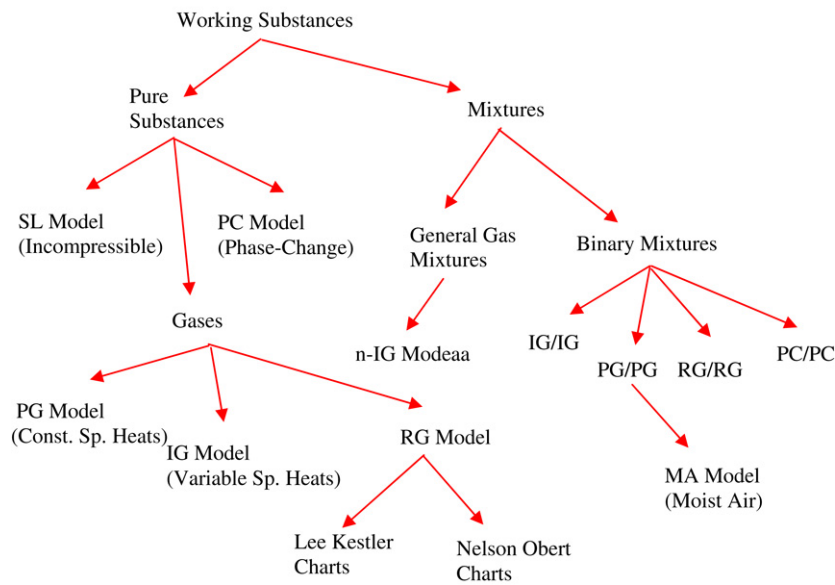 Working Substances
Pure
Substances
Mixtures
SL Model
(Incompressible)
PC Model
(Phase-Change)
General Gas
Mixtures
Binary Mixtures
Gases
n-IG Modeaa
IG/IG
PG/PG
RG/RG
PC/PC
PG Model
(Const. Sp. Heats)
IG Model
(Variable Sp. Heats)
RG Model
MA Model
(Moist Air)
Lee Kestler
Charts
Nelson Obert
Charts